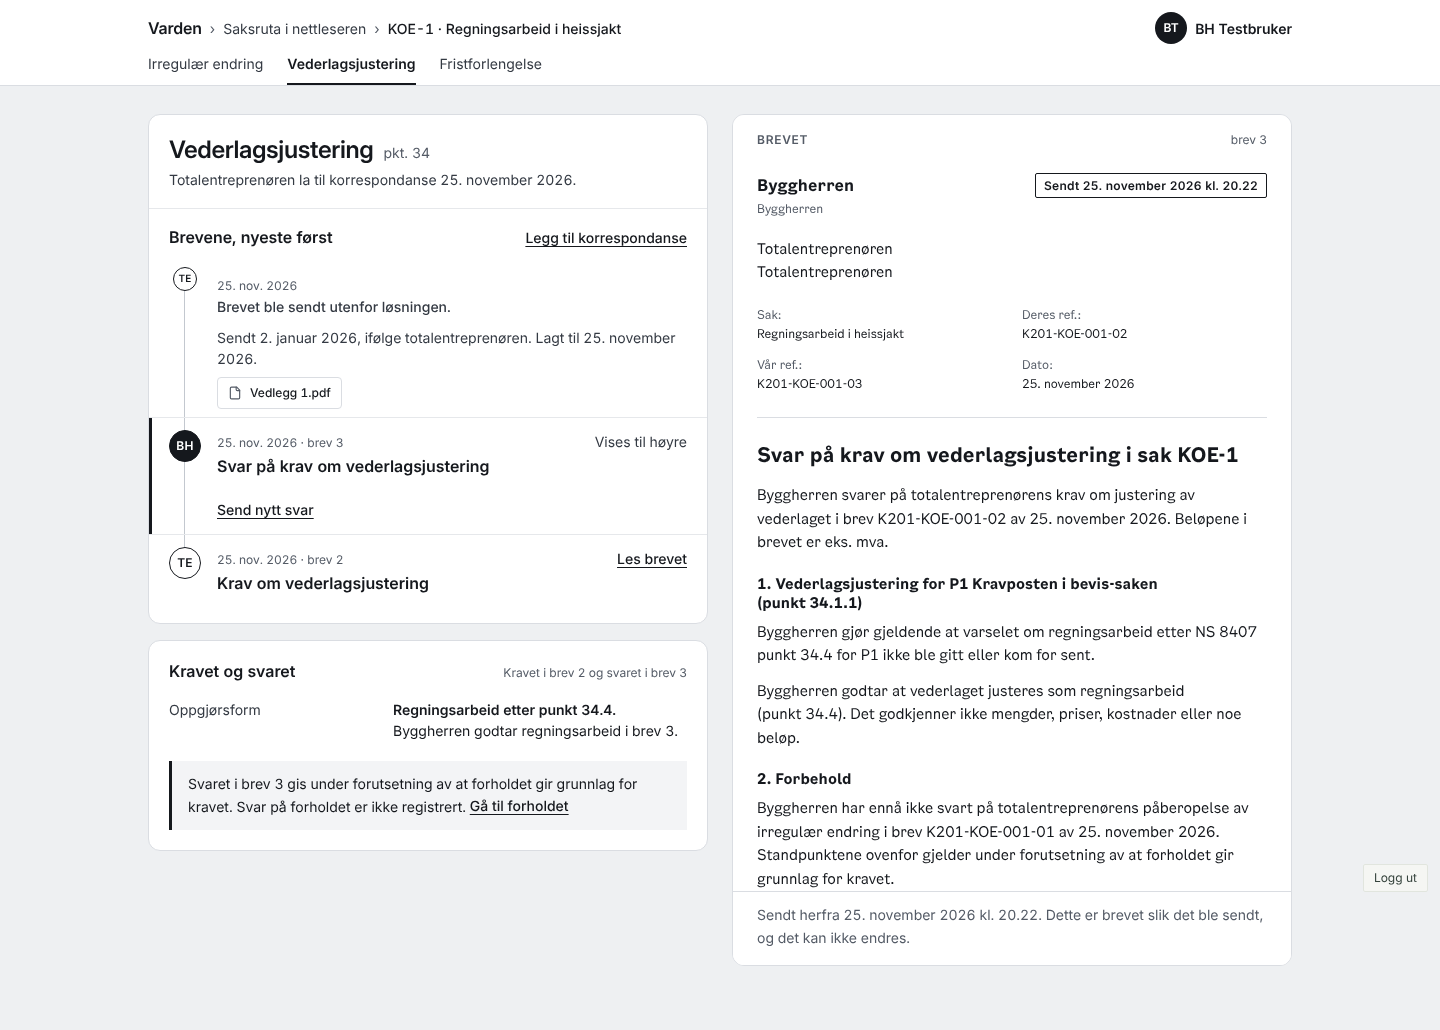 Varden › Saksruta i nettleseren › KOE-1 · Regningsarbeid i heissjakt
BT BH Testbruker
Irregulær endring Vederlagsjustering Fristforlengelse
Vederlagsjustering pkt. 34
Totalentreprenøren la til korrespondanse 25. november 2026.
Brevene, nyeste først Legg til korrespondanse
TE 25. nov. 2026
Brevet ble sendt utenfor løsningen.
Sendt 2. januar 2026, ifølge totalentreprenøren. Lagt til 25. november
2026.
Vedlegg 1.pdf
BH 25. nov. 2026 · brev 3 Vises til høyre
Svar på krav om vederlagsjustering
Send nytt svar
TE 25. nov. 2026 · brev 2 Les brevet
Krav om vederlagsjustering
Kravet og svaret Kravet i brev 2 og svaret i brev 3
Oppgjørsform Regningsarbeid etter punkt 34.4.
Byggherren godtar regningsarbeid i brev 3.
Svaret i brev 3 gis under forutsetning av at forholdet gir grunnlag for
kravet. Svar på forholdet er ikke registrert. Gå til forholdet
BREVET brev 3
Byggherren Sendt 25. november 2026 kl. 20.22
Byggherren
Totalentreprenøren
Totalentreprenøren
Sak: Deres ref.:
Regningsarbeid i heissjakt K201-KOE-001-02
Vår ref.: Dato:
K201-KOE-001-03 25. november 2026
Svar på krav om vederlagsjustering i sak KOE-1
Byggherren svarer på totalentreprenørens krav om justering av
vederlaget i brev K201-KOE-001-02 av 25. november 2026. Beløpene i
brevet er eks. mva.
1. Vederlagsjustering for P1 Kravposten i bevis-saken
(punkt 34.1.1)
Byggherren gjør gjeldende at varselet om regningsarbeid etter NS 8407
punkt 34.4 for P1 ikke ble gitt eller kom for sent.
Byggherren godtar at vederlaget justeres som regningsarbeid
(punkt 34.4). Det godkjenner ikke mengder, priser, kostnader eller noe
beløp.
2. Forbehold
Byggherren har ennå ikke svart på totalentreprenørens påberopelse av
irregulær endring i brev K201-KOE-001-01 av 25. november 2026.
Standpunktene ovenfor gjelder under forutsetning av at forholdet gir
grunnlag for kravet.
Sendt herfra 25. november 2026 kl. 20.22. Dette er brevet slik det ble sendt,
og det kan ikke endres.
Logg ut